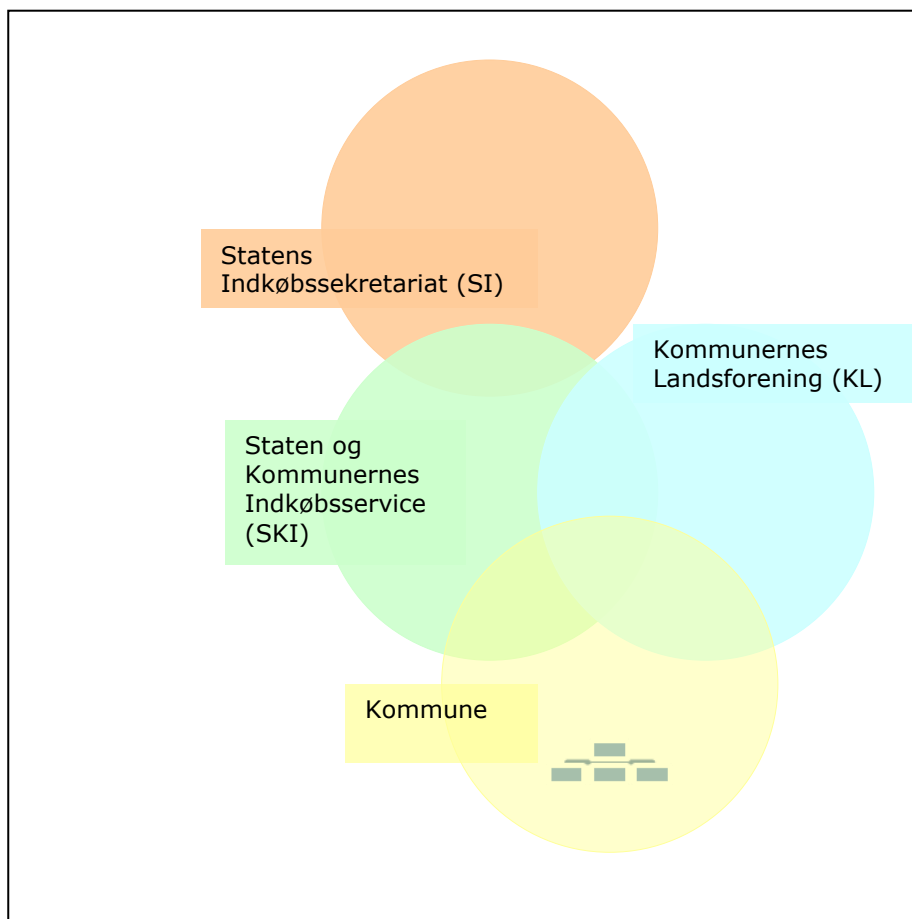 Statens
Indkøbssekretariat (SI)
Kommunernes
Landsforening (KL)
Staten og
Kommunernes
Indkøbsservice
(SKI)
Kommune